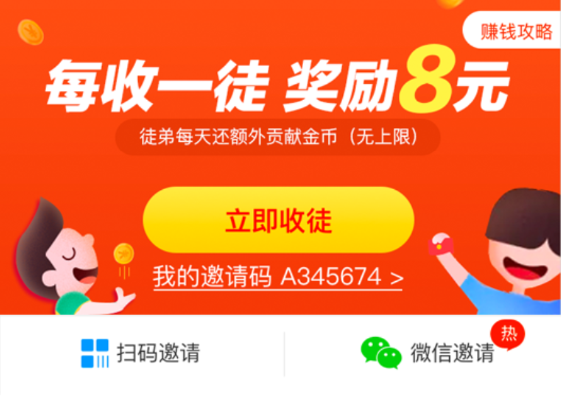 赚钱攻略
每收一徒 奖励8元
徒弟每天还额外贡献金币（无上限）
立即收徒
我的邀请码 A345674 >
扫码邀请
微信邀请
热